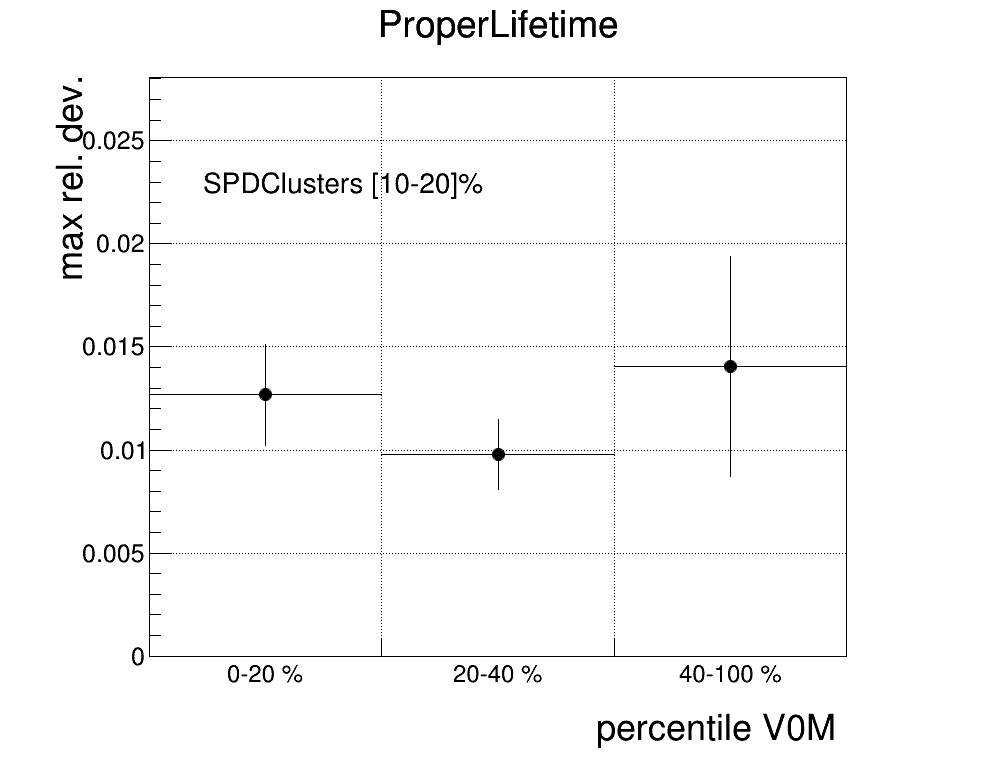 ProperLifetime
max rel. dev.
0.025
SPDClusters [10-20]%
0.02
0.015
0.01
0.005
0
0-20 %
20-40 %
40-100 %
percentile V0M